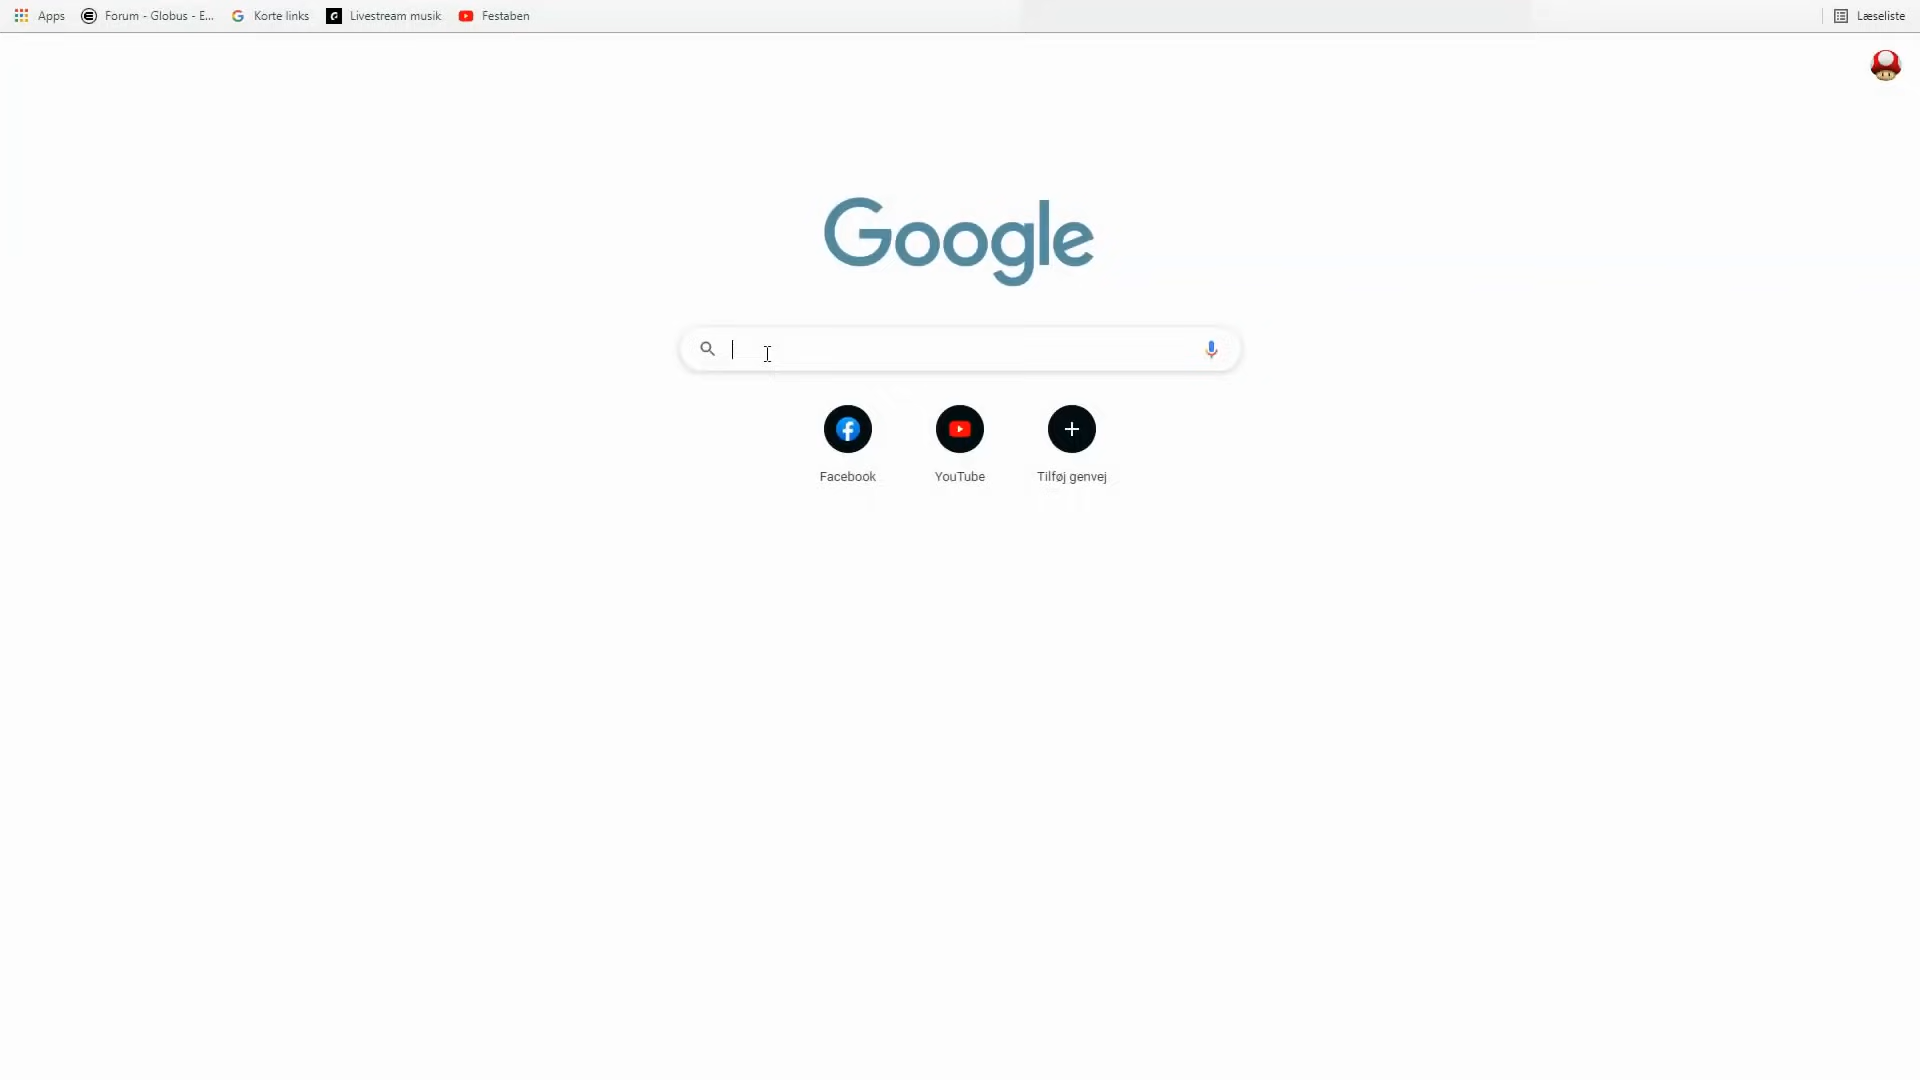 Apps Forum - Globus - E... Korte links Livestream musik Festaben Læseliste
Google
Facebook YouTube Tilføj genvej